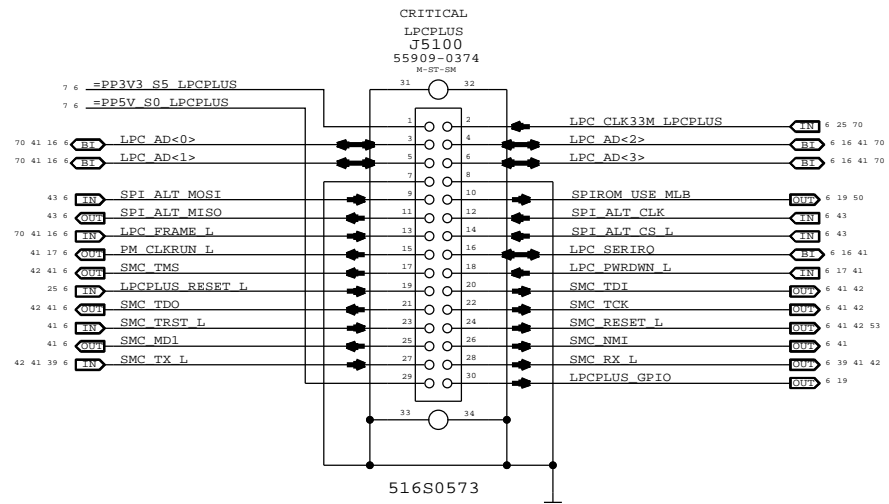 CRITICAL
LPCPLUS
J5100
55909-0374
M-ST-SM
31 32
7 6 =PP3V3_S5_LPCPLUS
7 6 =PP5V_S0_LPCPLUS
1 2 LPC_CLK33M_LPCPLUS IN 6 25 70
70 41 16 6 BI LPC_AD<0> 3 4 LPC_AD<2> BI 6 16 41 70
70 41 16 6 BI LPC_AD<1> 5 6 LPC_AD<3> BI 6 16 41 70
7 8
43 6 IN SPI_ALT_MOSI 9 10 SPIROM_USE_MLB OUT 6 19 50
43 6 OUT SPI_ALT_MISO 11 12 SPI_ALT_CLK IN 6 43
70 41 16 6 IN LPC_FRAME_L 13 14 SPI_ALT_CS_L IN 6 43
41 17 6 OUT PM_CLKRUN_L 15 16 LPC_SERIRQ BI 6 16 41
42 41 6 OUT SMC_TMS 17 18 LPC_PWRDWN_L IN 6 17 41
25 6 IN LPCPLUS_RESET_L 19 20 SMC_TDI OUT 6 41 42
42 41 6 OUT SMC_TDO 21 22 SMC_TCK OUT 6 41 42
41 6 IN SMC_TRST_L 23 24 SMC_RESET_L OUT 6 41 42 53
41 6 OUT SMC_MD1 25 26 SMC_NMI OUT 6 41
42 41 39 6 IN SMC_TX_L 27 28 SMC_RX_L OUT 6 39 41 42
29 30 LPCPLUS_GPIO OUT 6 19
33 34
516S0573